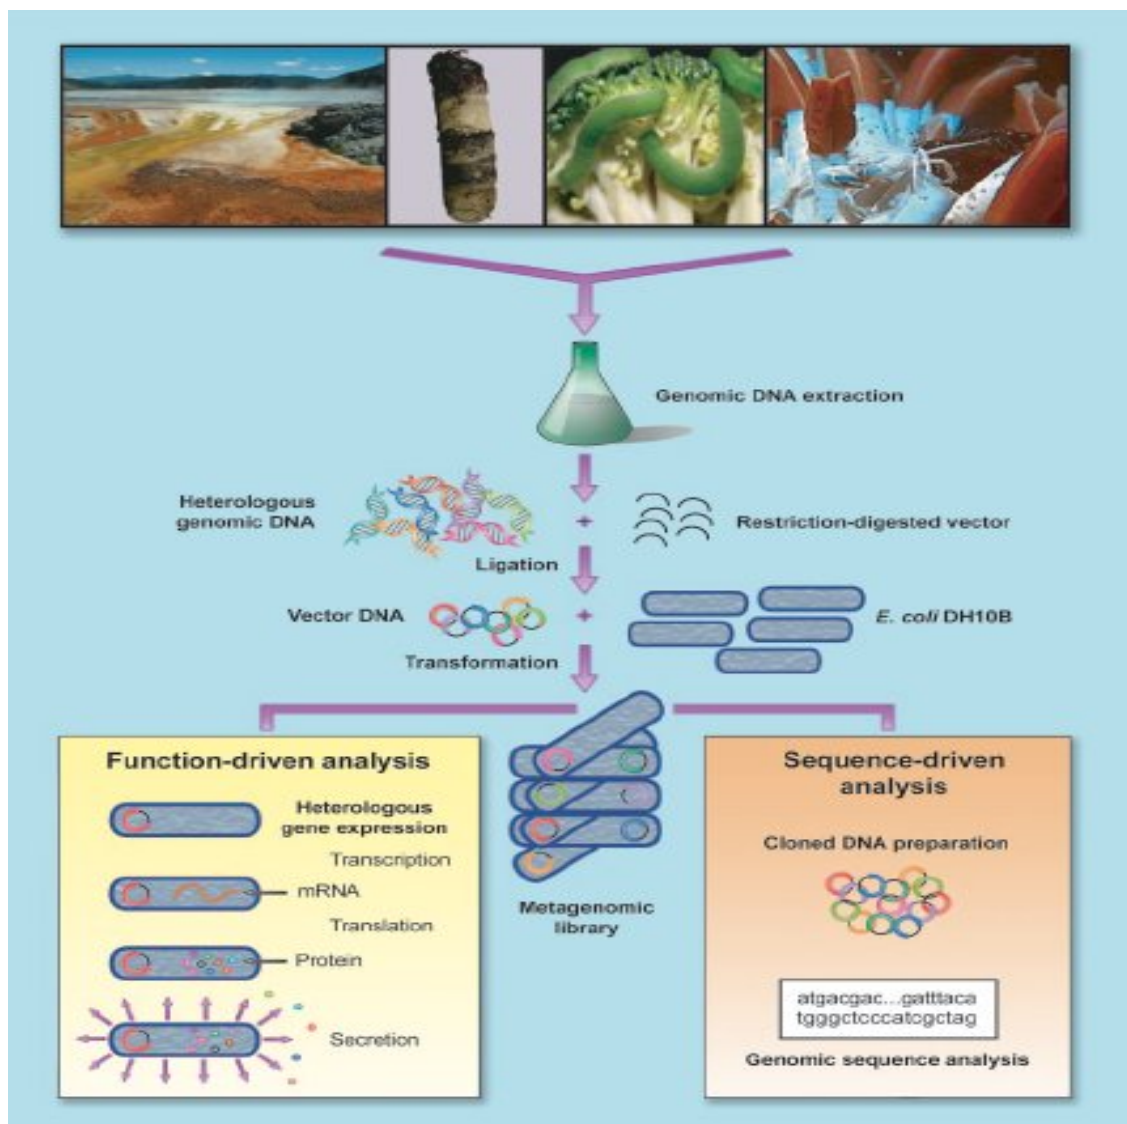 Genomic DNA extraction
Heterologous
genomic DNA
+
Restriction-digested vector
Ligation
Vector DNA
+
E. coli DH10B
Transformation
Function-driven analysis
Heterologous
gene expression
Transcription
mRNA
Translation
Protein
Secretion
Metagenomic
library
Sequence-driven
analysis
Cloned DNA preparation
atgacgac...gatttaca
tgggctcccatcgctag
Genomic sequence analysis